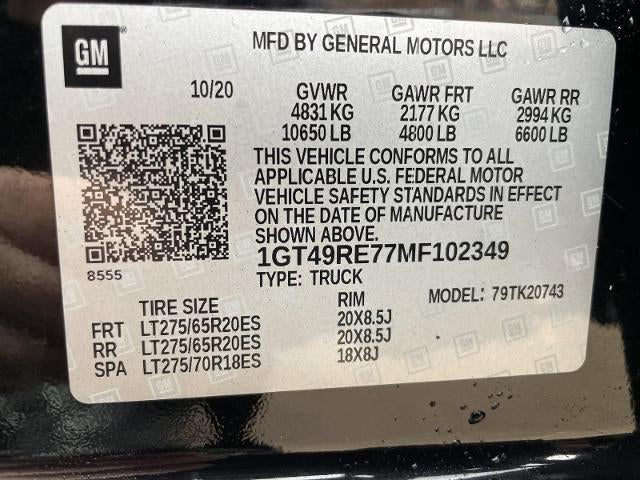 GM
MFD BY GENERAL MOTORS LLC
10/20 GVWR GAWR FRT GAWR RR
4831 KG 2177 KG 2994 KG
10650 LB 4800 LB 6600 LB
THIS VEHICLE CONFORMS TO ALL
APPLICABLE U.S. FEDERAL MOTOR
VEHICLE SAFETY STANDARDS IN EFFECT
ON THE DATE OF MANUFACTURE
SHOWN ABOVE.
1GT49RE77MF102349
8555 TYPE: TRUCK
MODEL: 79TK20743
TIRE SIZE RIM
FRT LT275/65R20ES 20X8.5J
RR LT275/65R20ES 20X8.5J
SPA LT275/70R18ES 18X8J